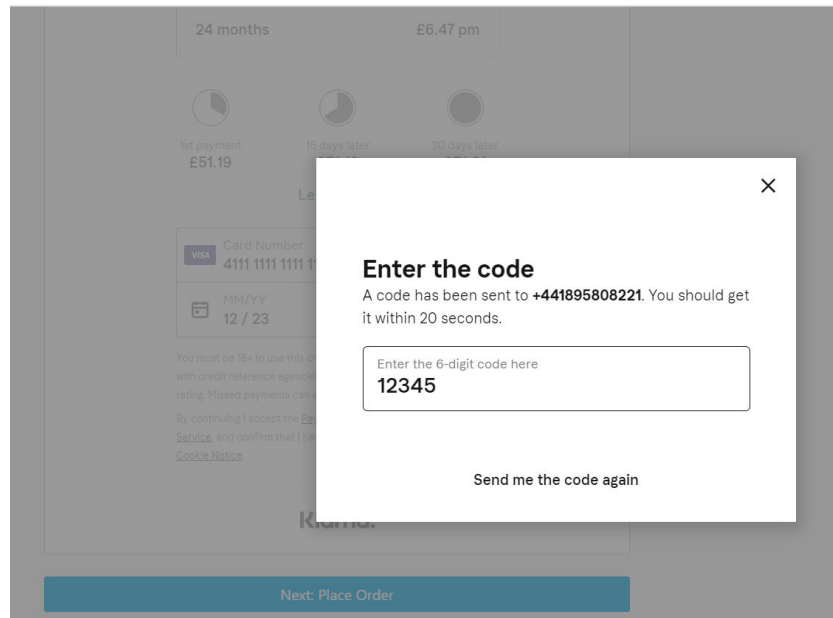 24 months £6.47 pm
1st payment 15 days later 30 days later
£51.19
Le
VISA
Card Number
4111 1111 1111 1
MM/YY
12 / 23
You must be 18+ to use this
with credit reference agencies
rating. Missed payments can
By continuing I accept the
Service, and confirm that I
Cookie Notice.
Enter the code
A code has been sent to +441895808221. You should get
it within 20 seconds.
Enter the 6-digit code here
12345
Send me the code again
Klarna.
Next: Place Order